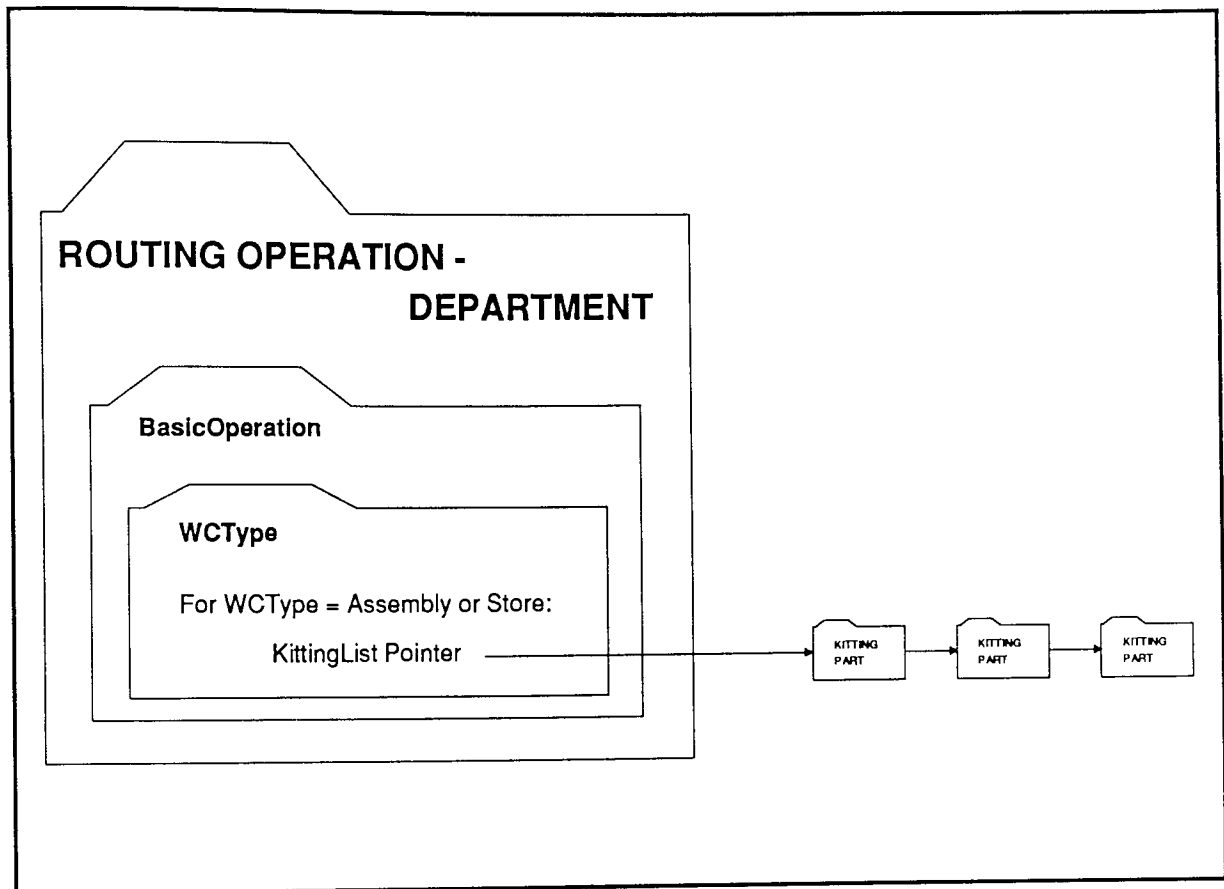 ROUTING OPERATION -
DEPARTMENT
BasicOperation
WCType
For WCType = Assembly or Store:
KittingList Pointer
KITTING
PART
KITTING
PART
KITTING
PART